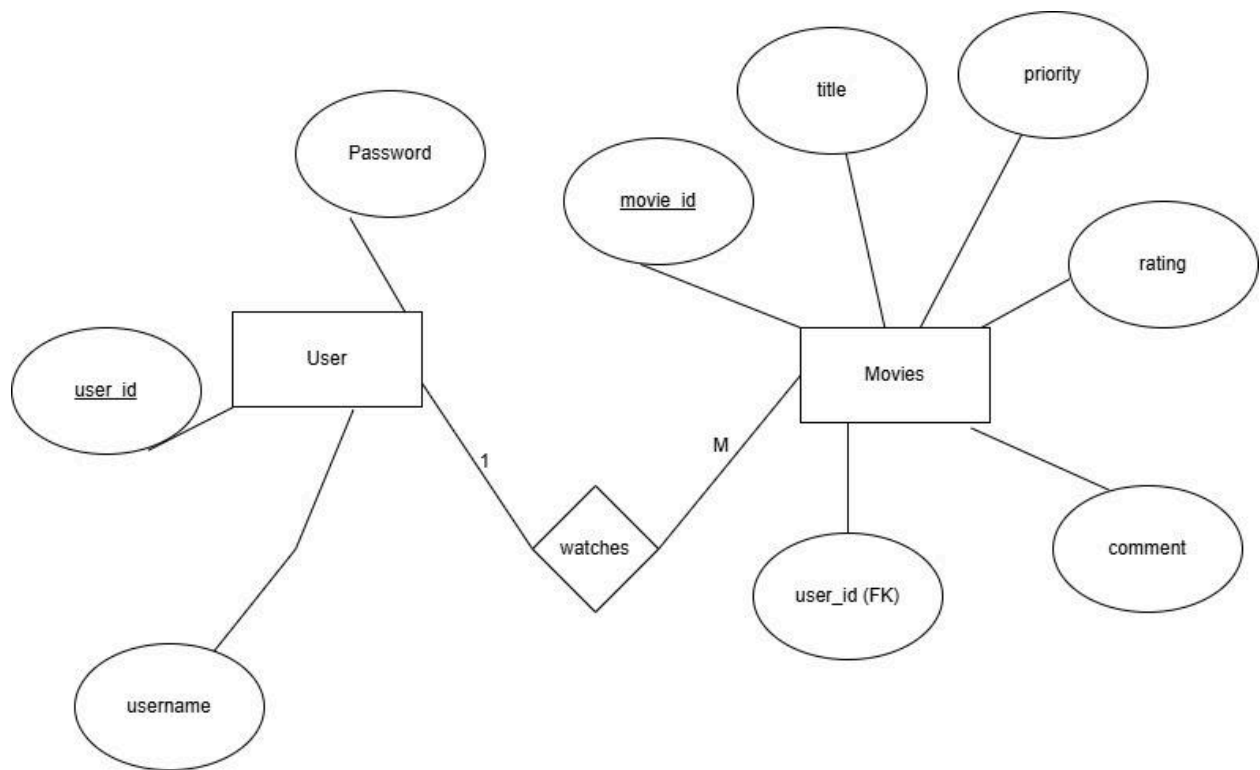 title
priority
Password
movie_id
rating
User
user_id
Movies
1
M
watches
comment
user_id (FK)
username